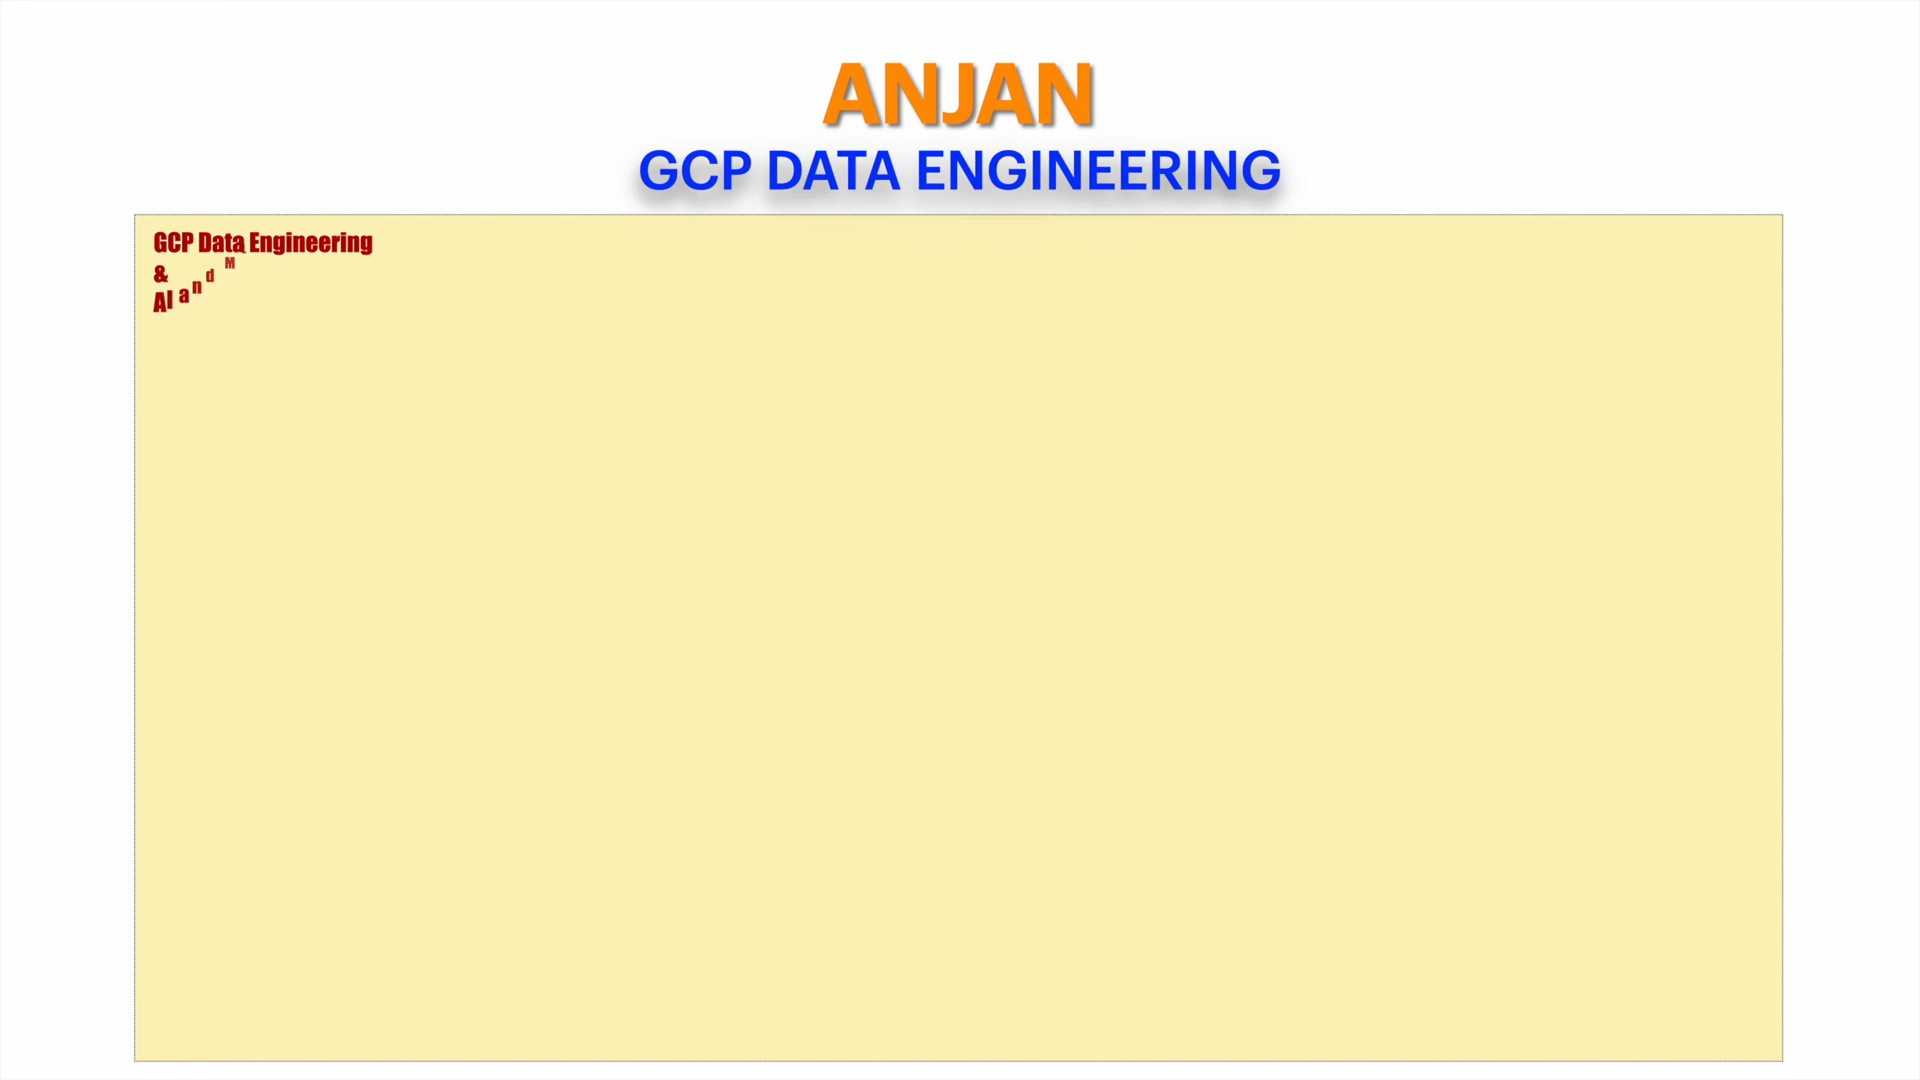 ANJAN
GCP DATA ENGINEERING
GCP Data Engineering
&
AI and M